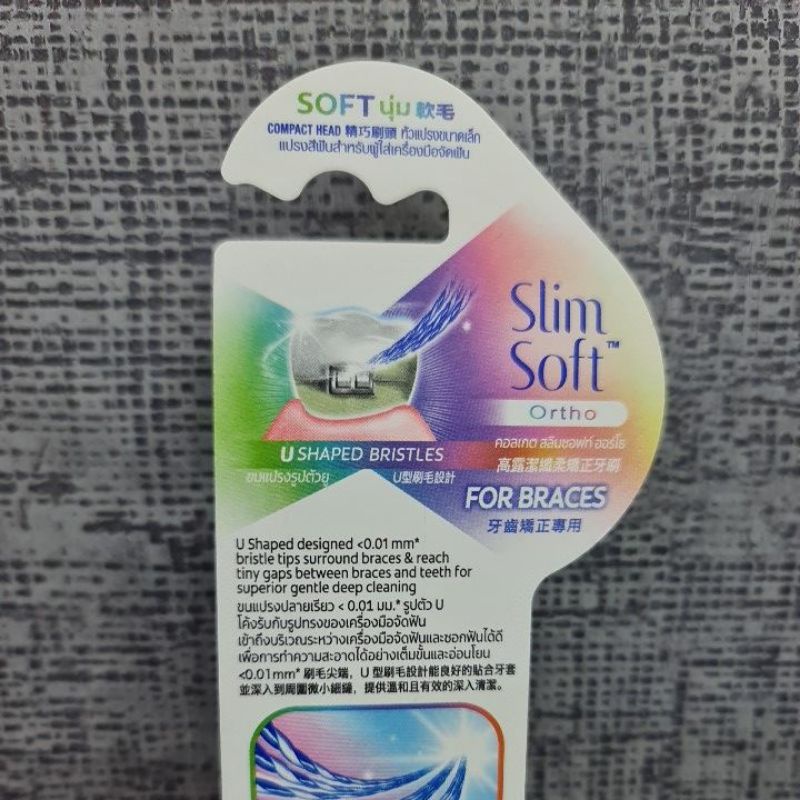 SOFT นุ่ม 軟毛
COMPACT HEAD 精巧刷頭 หัวแปรงขนาดเล็ก
แปรงสีฟันสำหรับผู้ใส่เครื่องมือจัดฟัน
Slim
Soft™
Ortho
คอลเกต สลิมซอฟท์ ออร์โธ
高露潔纖柔矯正牙刷
FOR BRACES
牙齒矯正專用
U SHAPED BRISTLES
ขนแปรงรูปตัวยู U型刷毛設計
U Shaped designed <0.01 mm*
bristle tips surround braces & reach
tiny gaps between braces and teeth for
superior gentle deep cleaning
ขนแปรงปลายเรียว < 0.01 มม.* รูปตัว U
โค้งรับกับรูปทรงของเครื่องมือจัดฟัน
เข้าถึงบริเวณระหว่างเครื่องมือจัดฟันและซอกฟันได้ดี
เพื่อการทำความสะอาดได้อย่างเต็มขั้นและอ่อนโยน
<0.01mm* 刷毛尖端，U 型刷毛設計能良好的貼合牙套
並深入到周圍微小細縫，提供溫和且有效的深入清潔。